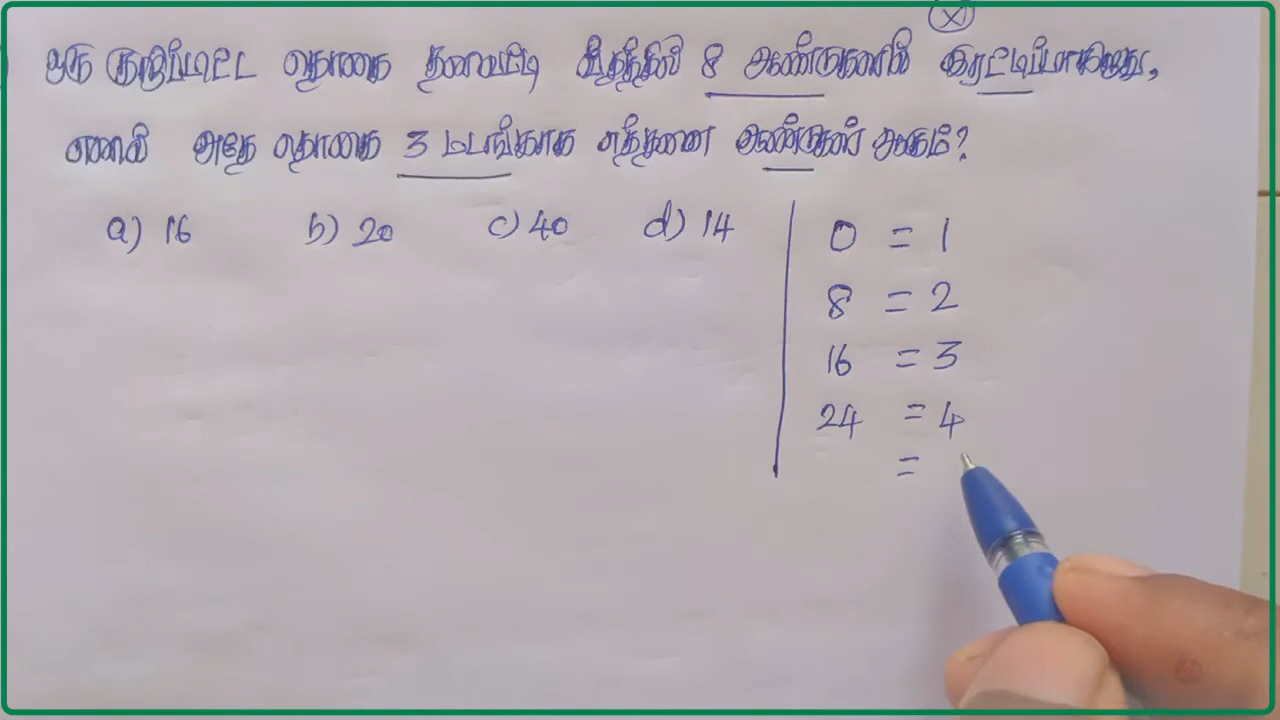 (x)
ஒரு குறிப்பிட்ட தொகை தனிவட்டி வீதத்தில் 8 ஆண்டுகளில் இரட்டிப்பாகிறது,
எனில் அதே தொகை 3 மடங்காக எத்தனை ஆண்டுகள் ஆகும்?
a) 16 b) 20 c) 40 d) 14
0 = 1
8 = 2
16 = 3
24 = 4
=